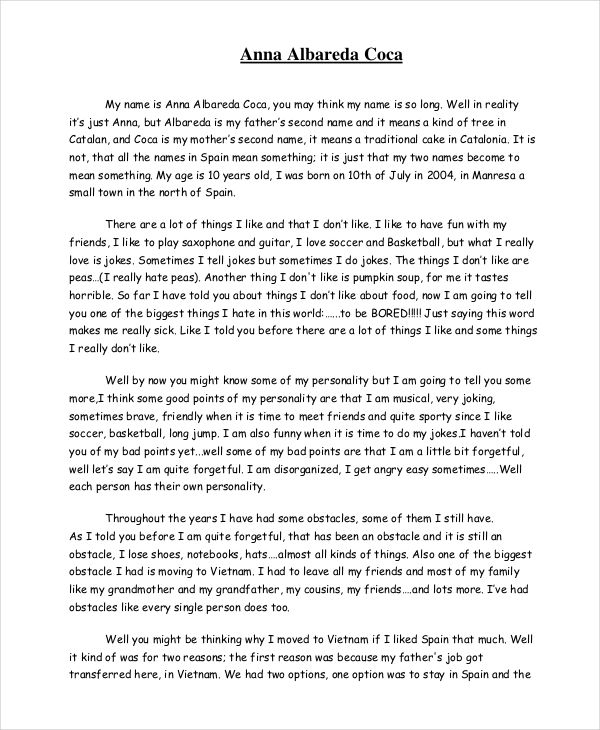 Anna Albareda Coca
My name is Anna Albareda Coca, you may think my name is so long. Well in reality
it's just Anna, but Albareda is my father's second name and it means a kind of tree in
Catalan, and Coca is my mother's second name, it means a traditional cake in Catalonia. It is
not, that all the names in Spain mean something; it is just that my two names become to
mean something. My age is 10 years old, I was born on 10th of July in 2004, in Manresa a
small town in the north of Spain.
There are a lot of things I like and that I don't like. I like to have fun with my
friends, I like to play saxophone and guitar, I love soccer and Basketball, but what I really
love is jokes. Sometimes I tell jokes but sometimes I do jokes. The things I don't like are
peas...(I really hate peas). Another thing I don't like is pumpkin soup, for me it tastes
horrible. So far I have told you about things I don't like about food, now I am going to tell
you one of the biggest things I hate in this world:......to be BORED!!!!! Just saying this word
makes me really sick. Like I told you before there are a lot of things I like and some things
I really don't like.
Well by now you might know some of my personality but I am going to tell you some
more,I think some good points of my personality are that I am musical, very joking,
sometimes brave, friendly when it is time to meet friends and quite sporty since I like
soccer, basketball, long jump. I am also funny when it is time to do my jokes.I haven't told
you of my bad points yet...well some of my bad points are that I am a little bit forgetful,
well let's say I am quite forgetful. I am disorganized, I get angry easy sometimes.....Well
each person has their own personality.
Throughout the years I have had some obstacles, some of them I still have.
As I told you before I am quite forgetful, that has been an obstacle and it is still an
obstacle, I lose shoes, notebooks, hats....almost all kinds of things. Also one of the biggest
obstacle I had is moving to Vietnam. I had to leave all my friends and most of my family
like my grandmother and my grandfather, my cousins, my friends....and lots more. I've had
obstacles like every single person does too.
Well you might be thinking why I moved to Vietnam if I liked Spain that much. Well
it kind of was for two reasons; the first reason was because my father's job got
transferred here, in Vietnam. We had two options, one option was to stay in Spain and the